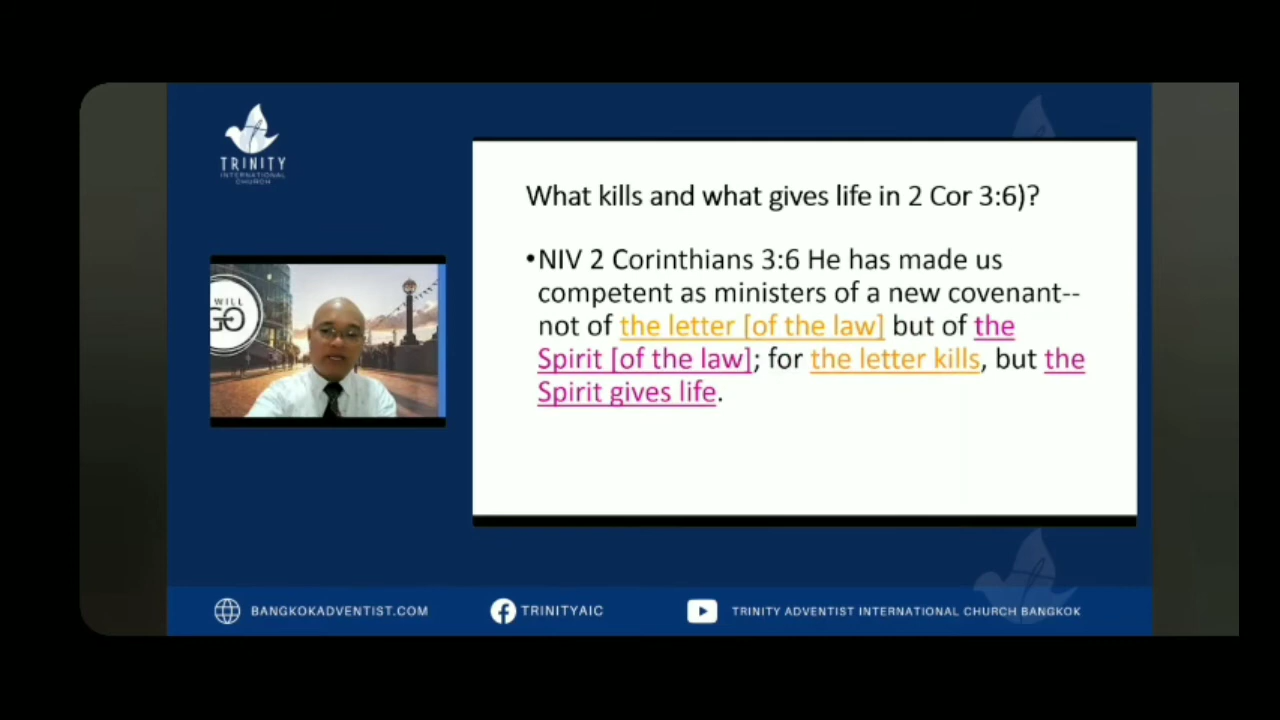 TRINITY
INTERNATIONAL
CHURCH
What kills and what gives life in 2 Cor 3:6)?
•NIV 2 Corinthians 3:6 He has made us
competent as ministers of a new covenant--
not of the letter [of the law] but of the
Spirit [of the law]; for the letter kills, but the
Spirit gives life.
WILL
GO
BANGKOKADVENTIST.COM
TRINITYAIC
TRINITY ADVENTIST INTERNATIONAL CHURCH BANGKOK